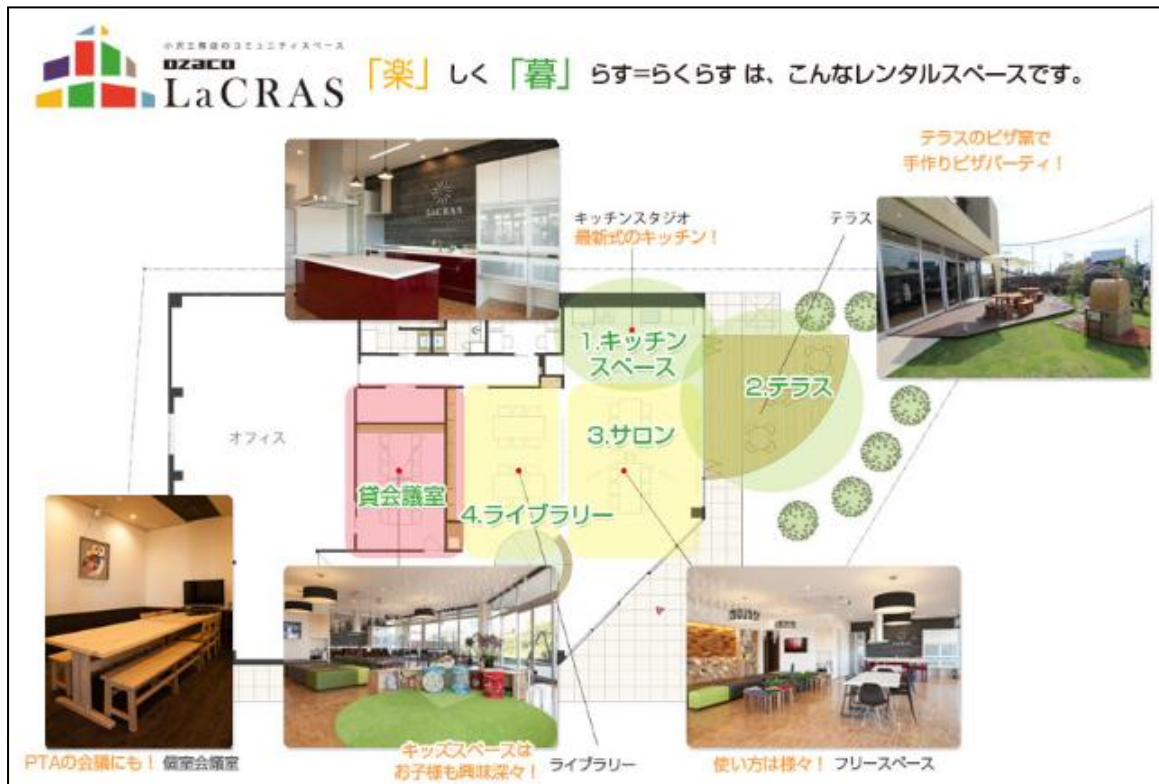 小沢工務店のコミュニティスペース
ozaco
LaCRAS
「楽」しく「暮」らす=らくらす は、こんなレンタルスペースです。
テラスのピザ窯で
手作りピザパーティ！
LaCRAS
キッチンスタジオ
最新式のキッチン！
テラス
1.キッチン
スペース
2.テラス
オフィス
3.サロン
貸会議室
4.ライブラリー
PTAの会議にも！ 個室会議室
キッズスペースは
お子様も興味深々！
ライブラリー
使い方は様々！ フリースペース